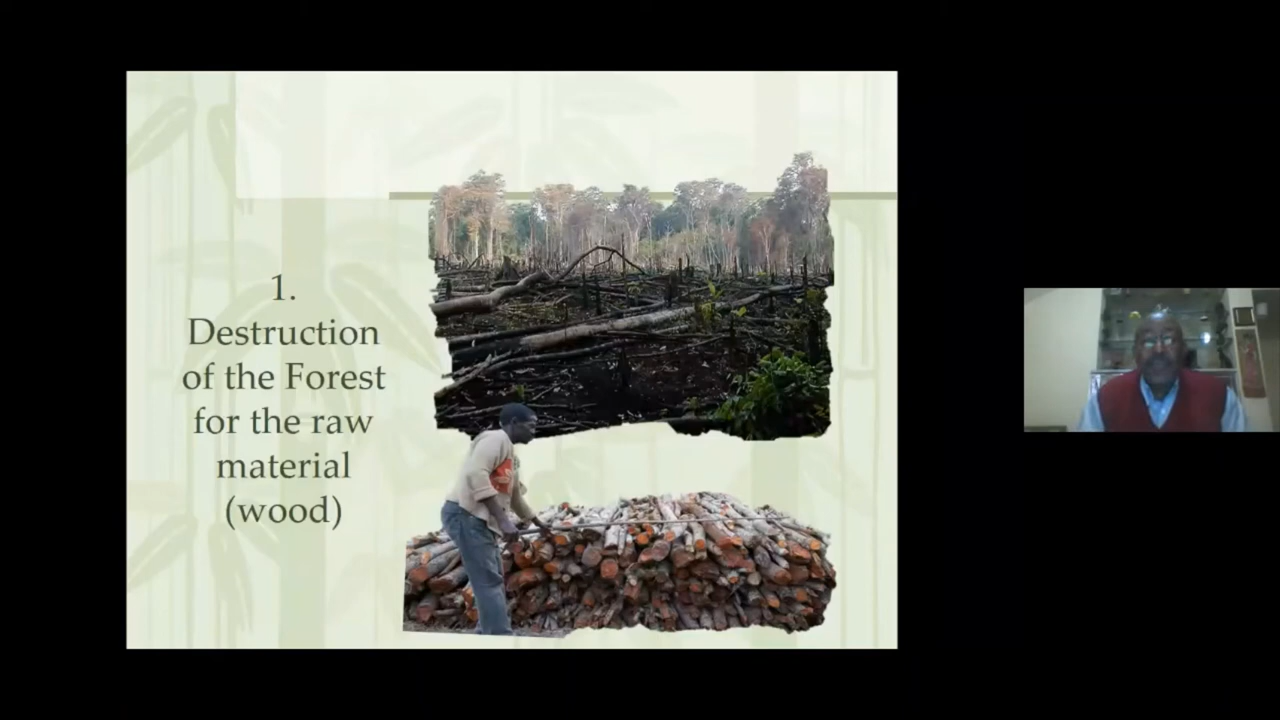 1.
Destruction
of the Forest
for the raw
material
(wood)